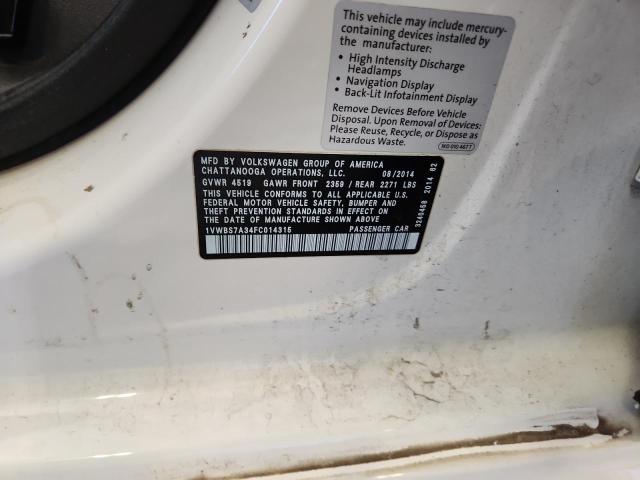 This vehicle may include mercury-
containing devices installed by
the manufacturer:
• High Intensity Discharge
Headlamps
• Navigation Display
• Back-Lit Infotainment Display
Remove Devices Before Vehicle
Disposal. Upon Removal of Devices:
Please Reuse, Recycle, or Dispose as
Hazardous Waste.
MFD BY VOLKSWAGEN GROUP OF AMERICA
CHATTANOOGA OPERATIONS, LLC. 08/2014
GVWR 4519 GAWR FRONT 2359 / REAR 2271 LBS
THIS VEHICLE CONFORMS TO ALL APPLICABLE U.S.
FEDERAL MOTOR VEHICLE SAFETY, BUMPER AND
THEFT PREVENTION STANDARDS IN EFFECT ON
THE DATE OF MANUFACTURE SHOWN ABOVE
1VWBS7A34FC014315 PASSENGER CAR
3240458 2014 62